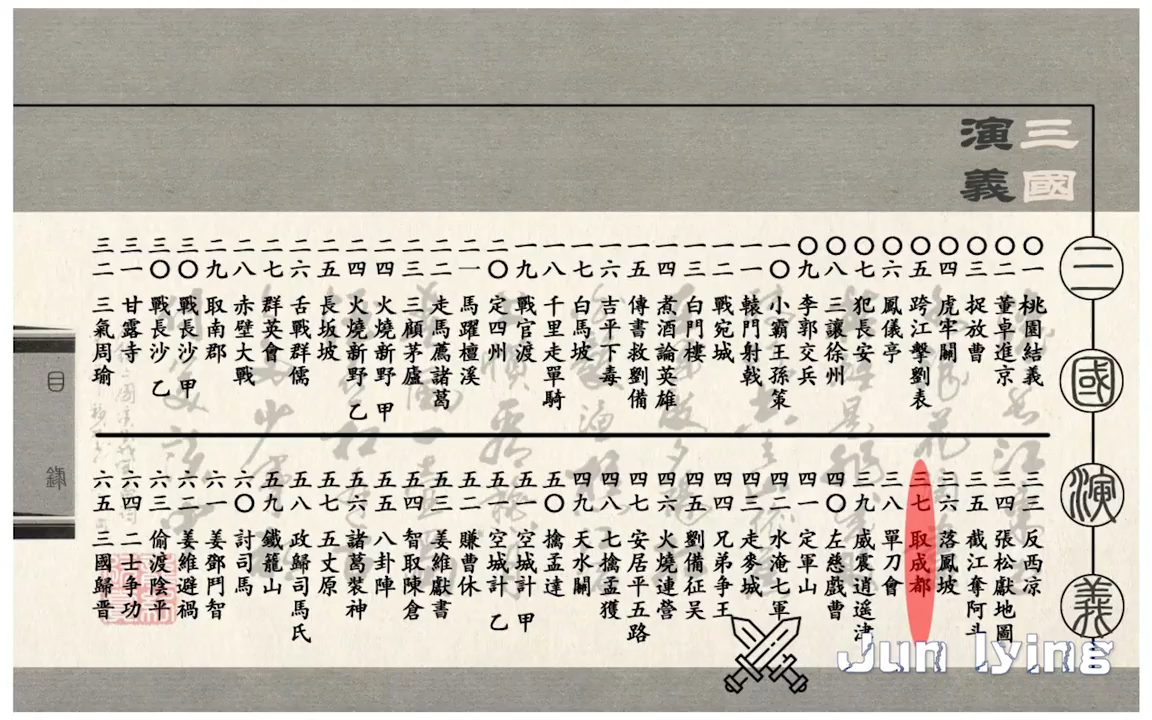 三國
演義
三
國
演
義
〇一 桃園結義
〇二 董卓進京
〇三 捉放曹
〇四 虎牢關
〇五 跨江擊劉表
〇六 鳳儀亭
〇七 犯長安
〇八 三讓徐州
〇九 李郭交兵
一〇 小霸王孫策
一一 轅門射戟
一二 戰宛城
一三 白門樓
一四 煮酒論英雄
一五 傳書救劉備
一六 吉平下毒
一七 白馬坡
一八 千里走單騎
一九 戰官渡
二〇 定四州
二一 馬躍檀溪
二二 走馬薦諸葛
二三 三顧茅廬
二四 火燒新野 甲
二四 火燒新野 乙
二五 長坂坡
二六 舌戰群儒
二七 群英會
二八 赤壁大戰
二九 取南郡
三〇 戰長沙 甲
三〇 戰長沙 乙
三一 甘露寺
三二 三氣周瑜
三三 反西凉
三四 張松獻地圖
三五 截江奪阿斗
三六 落鳳坡
三七 取成都
三八 單刀會
三九 威震逍遥津
四〇 左慈戲曹
四一 定軍山
四二 水淹七軍
四三 走麥城
四四 兄弟争王
四五 劉備征吴
四六 火燒連營
四七 安居平五路
四八 七擒孟獲
四九 天水關
五〇 擒孟達
五一 空城計 甲
五一 空城計 乙
五二 賺曹休
五三 姜維獻書
五四 智取陳倉
五五 八卦陣
五六 諸葛裝神
五七 五丈原
五八 政歸司馬氏
五九 鐵籠山
六〇 討司馬
六一 姜鄧鬥智
六二 姜維避禍
六三 偷渡陰平
六四 二士争功
六五 三國歸晋
目録
Jun lying